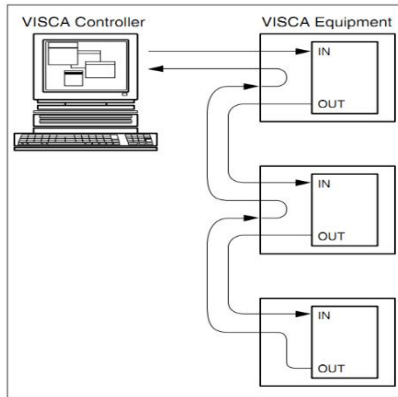 VISCA Controller
VISCA Equipment
IN
OUT
IN
OUT
IN
OUT